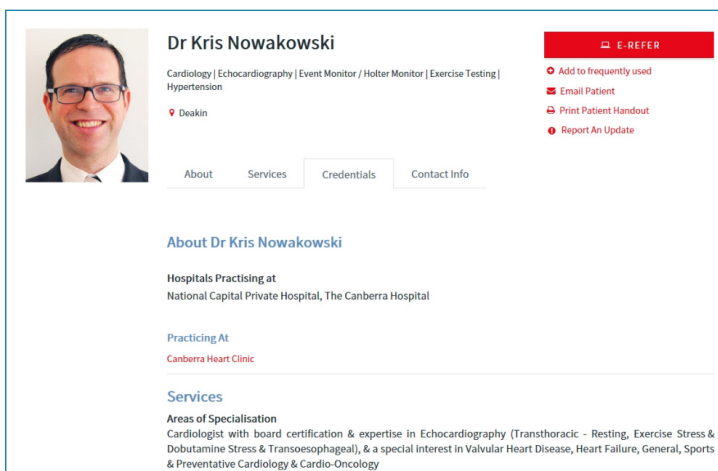 Dr Kris Nowakowski
Cardiology | Echocardiography | Event Monitor / Holter Monitor | Exercise Testing |
Hypertension
Deakin
E-REFER
Add to frequently used
Email Patient
Print Patient Handout
Report An Update
About Services Credentials Contact Info
About Dr Kris Nowakowski
Hospitals Practising at
National Capital Private Hospital, The Canberra Hospital
Practicing At
Canberra Heart Clinic
Services
Areas of Specialisation
Cardiologist with board certification & expertise in Echocardiography (Transthoracic - Resting, Exercise Stress &
Dobutamine Stress & Transoesophageal), & a special interest in Valvular Heart Disease, Heart Failure, General, Sports
& Preventative Cardiology & Cardio-Oncology